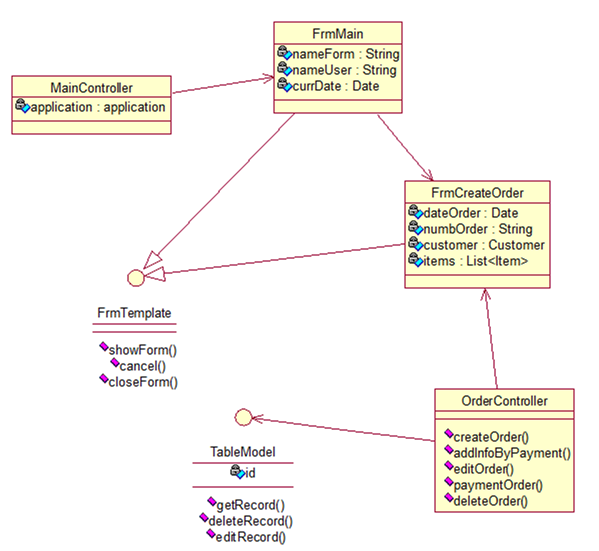 FrmMain
nameForm : String
nameUser : String
currDate : Date
MainController
application : application
FrmCreateOrder
dateOrder : Date
numbOrder : String
customer : Customer
items : List<Item>
FrmTemplate
showForm()
cancel()
closeForm()
OrderController
createOrder()
addInfoByPayment()
editOrder()
paymentOrder()
deleteOrder()
TableModel
id
getRecord()
deleteRecord()
editRecord()